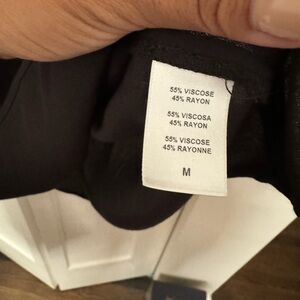 55% VISCOSE
45% RAYON
55% VISCOSA
45% RAYON
55% VISCOSE
45% RAYONNE
M